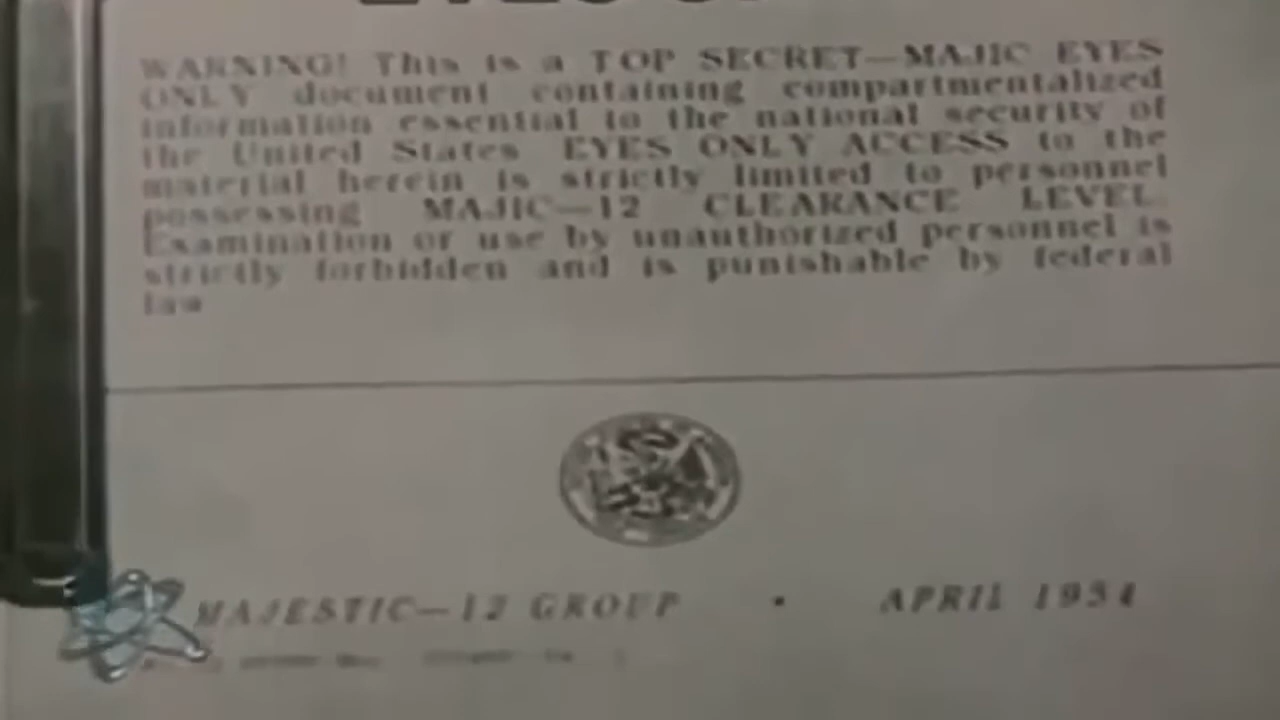 WARNING! This is a TOP SECRET—MAJIC EYES
ONLY document containing compartmentalized
information essential to the national security of
the United States EYES ONLY ACCESS to the
material herein is strictly limited to personnel
possessing MAJIC—12 CLEARANCE LEVEL
Examination or use by unauthorized personnel is
strictly forbidden and is punishable by federal
law
MAJESTIC—12 GROUP • APRIL 1954